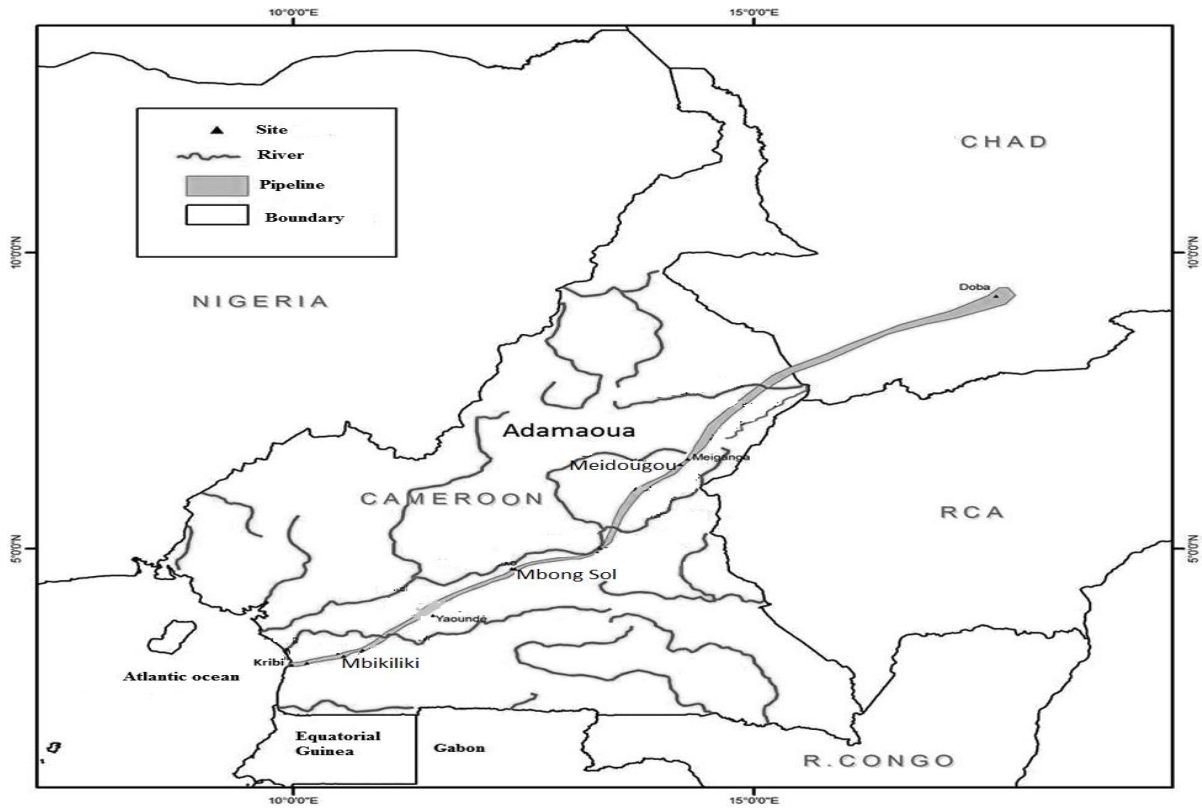 10°0'0"E
15°0'0"E
Site
River
Pipeline
Boundary
CHAD
10°0'0"N
10°0'0"N
NIGERIA
Doba
Adamaoua
Meidougou
Meiganga
CAMEROON
RCA
5°0'0"N
5°0'0"N
Mbong Sol
Yaoundé
Kribi
Mbikiliki
Atlantic ocean
Equatorial
Guinea
Gabon
R.CONGO
10°0'0"E
15°0'0"E